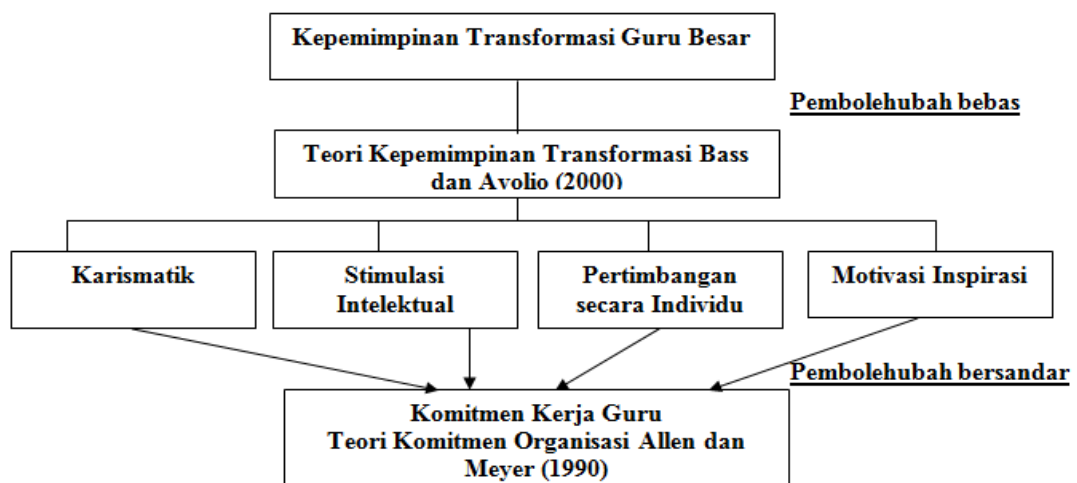 Kepemimpinan Transformasi Guru Besar
Pembolehubah bebas
Teori Kepemimpinan Transformasi Bass
dan Avolio (2000)
Karismatik
Stimulasi
Intelektual
Pertimbangan
secara Individu
Motivasi Inspirasi
Pembolehubah bersandar
Komitmen Kerja Guru
Teori Komitmen Organisasi Allen dan
Meyer (1990)